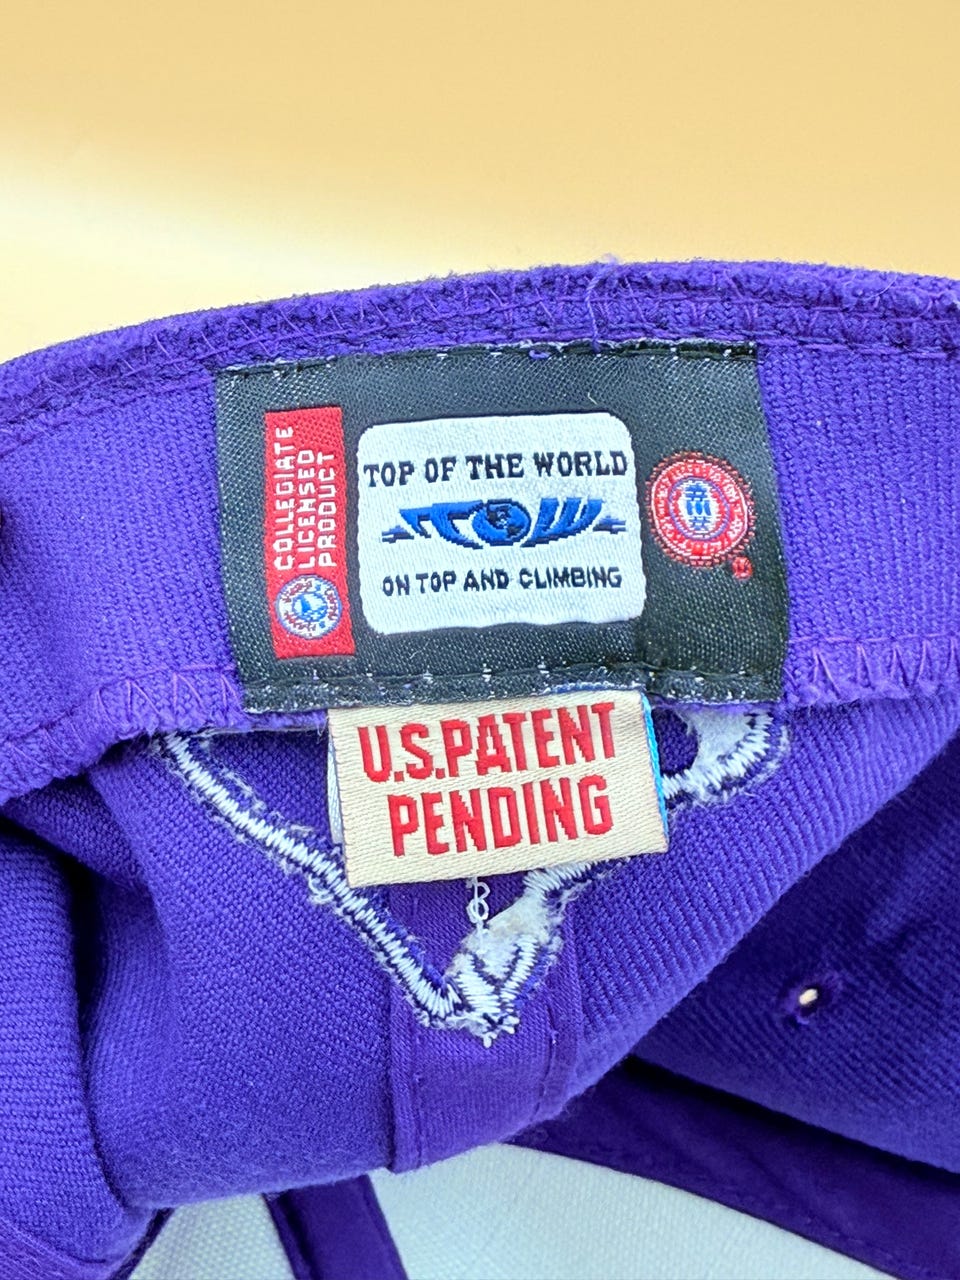 COLLEGIATE
LICENSED
PRODUCT
TOP OF THE WORLD
TOW
ON TOP AND CLIMBING
®
U.S. PATENT
PENDING